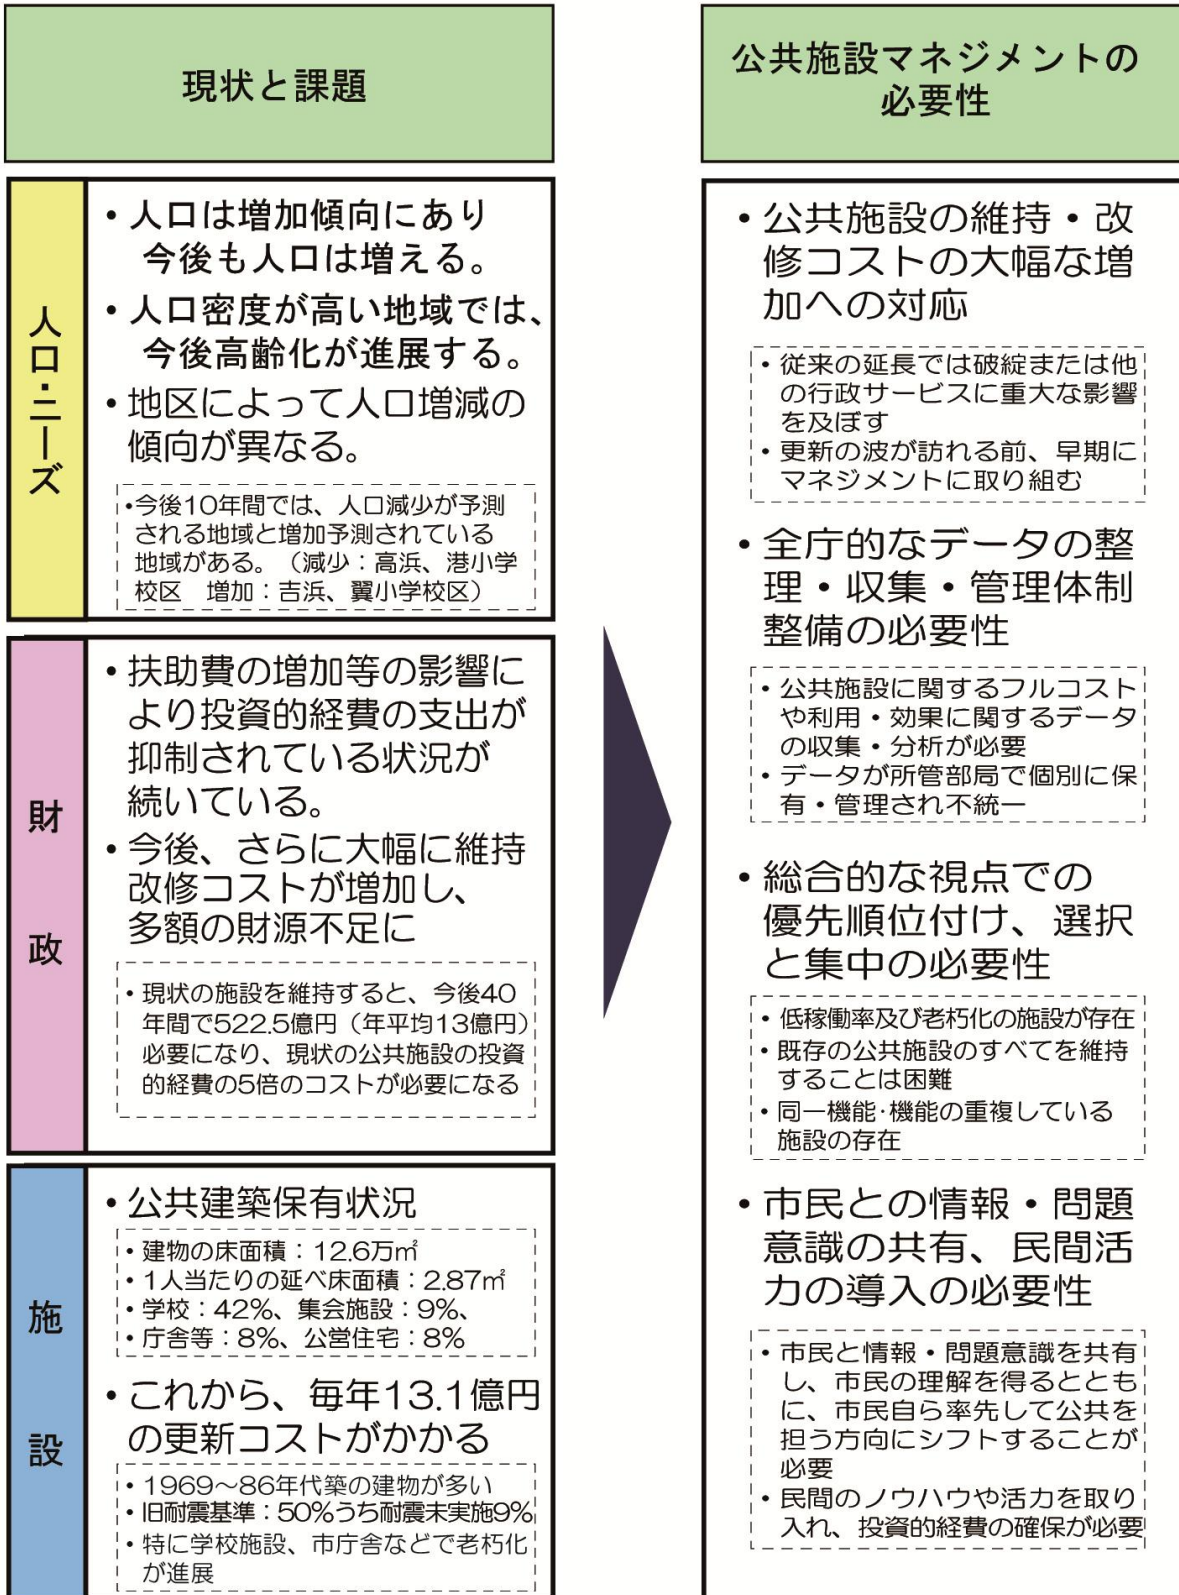 現状と課題
人口・ニーズ
・人口は増加傾向にあり
今後も人口は増える。
・人口密度が高い地域では、
今後高齢化が進展する。
・地区によって人口増減の
傾向が異なる。
・今後10年間では、人口減少が予測
される地域と増加予測されている
地域がある。（減少：高浜、港小学
校区　増加：吉浜、翼小学校区）
財政
・扶助費の増加等の影響に
より投資的経費の支出が
抑制されている状況が
続いている。
・今後、さらに大幅に維持
改修コストが増加し、
多額の財源不足に
・現状の施設を維持すると、今後40
年間で522.5億円（年平均13億円）
必要になり、現状の公共施設の投資
的経費の5倍のコストが必要になる
施設
・公共建築保有状況
・建物の床面積：12.6万㎡
・1人当たりの延べ床面積：2.87㎡
・学校：42%、集会施設：9%、
・庁舎等：8%、公営住宅：8%
・これから、毎年13.1億円
の更新コストがかかる
・1969～86年代築の建物が多い
・旧耐震基準：50%うち耐震未実施9%
・特に学校施設、市庁舎などで老朽化
が進展
公共施設マネジメントの
必要性
・公共施設の維持・改
修コストの大幅な増
加への対応
・従来の延長では破綻または他
の行政サービスに重大な影響
を及ぼす
・更新の波が訪れる前、早期に
マネジメントに取り組む
・全庁的なデータの整
理・収集・管理体制
整備の必要性
・公共施設に関するフルコスト
や利用・効果に関するデータ
の収集・分析が必要
・データが所管部局で個別に保
有・管理され不統一
・総合的な視点での
優先順位付け、選択
と集中の必要性
・低稼働率及び老朽化の施設が存在
・既存の公共施設のすべてを維持
することは困難
・同一機能・機能の重複している
施設の存在
・市民との情報・問題
意識の共有、民間活
力の導入の必要性
・市民と情報・問題意識を共有
し、市民の理解を得るととも
に、市民自ら率先して公共を
担う方向にシフトすることが
必要
・民間のノウハウや活力を取り
入れ、投資的経費の確保が必要